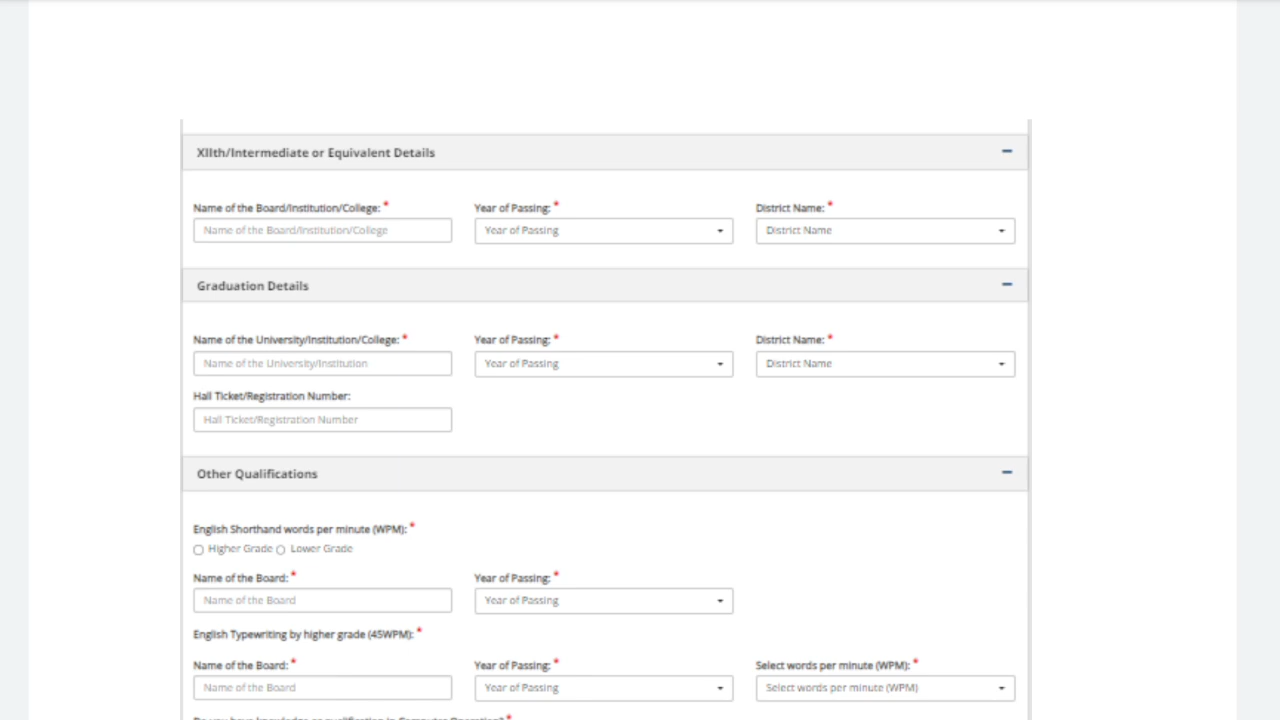 XIIth/Intermediate or Equivalent Details
Name of the Board/Institution/College: * Year of Passing: * District Name: *
Name of the Board/Institution/College Year of Passing District Name
Graduation Details
Name of the University/Institution/College: * Year of Passing: * District Name: *
Name of the University/Institution Year of Passing District Name
Hall Ticket/Registration Number:
Hall Ticket/Registration Number
Other Qualifications
English Shorthand words per minute (WPM): *
Higher Grade Lower Grade
Name of the Board: * Year of Passing: *
Name of the Board Year of Passing
English Typewriting by higher grade (45WPM): *
Name of the Board: * Year of Passing: * Select words per minute (WPM): *
Name of the Board Year of Passing Select words per minute (WPM)